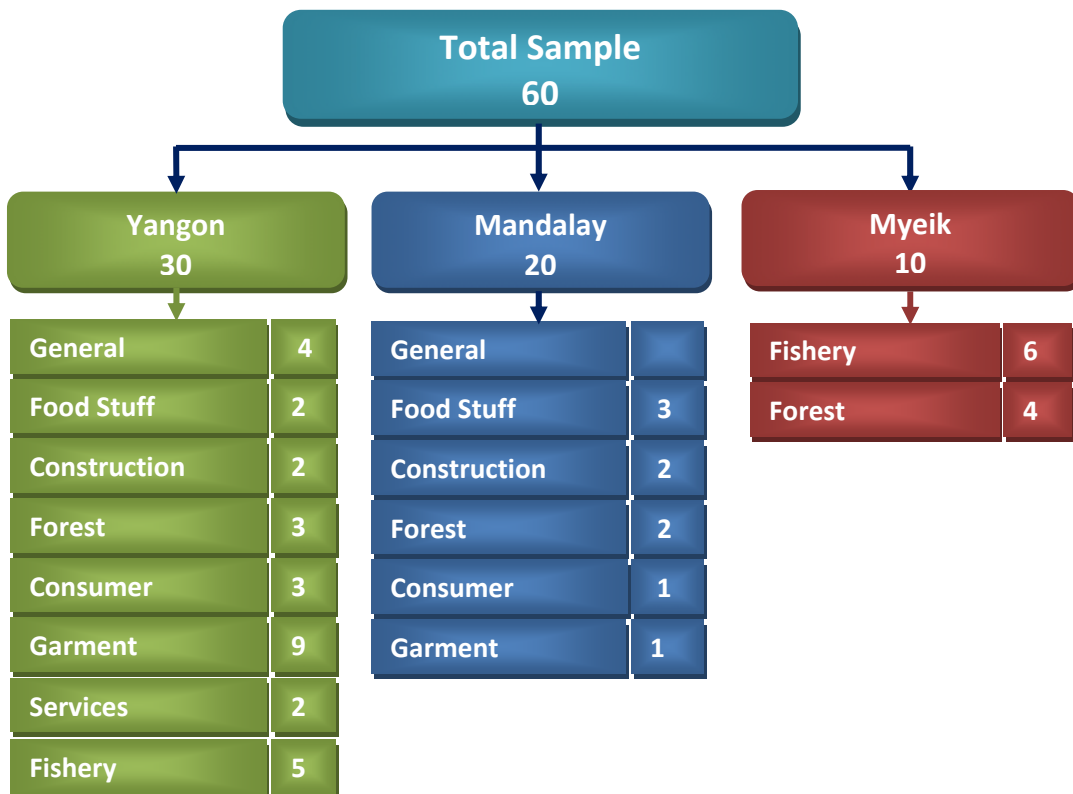 Total Sample
60
Yangon
30
Mandalay
20
Myeik
10
General 4
Food Stuff 2
Construction 2
Forest 3
Consumer 3
Garment 9
Services 2
Fishery 5
General
Food Stuff 3
Construction 2
Forest 2
Consumer 1
Garment 1
Fishery 6
Forest 4